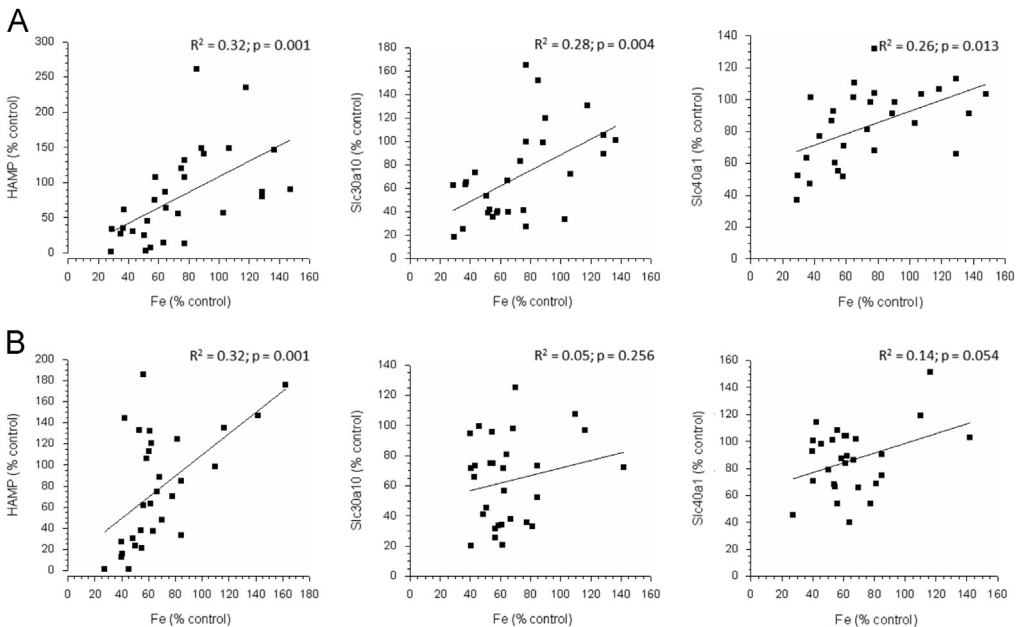 A
R² = 0.32; p = 0.001
HAMP (% control)
300
250
200
150
100
50
0
0 20 40 60 80 100 120 140 160
Fe (% control)
R² = 0.28; p = 0.004
Slc30a10 (% control)
180
160
140
120
100
80
60
40
20
0
0 20 40 60 80 100 120 140 160
Fe (% control)
R² = 0.26; p = 0.013
Slc40a1 (% control)
140
120
100
80
60
40
20
0
0 20 40 60 80 100 120 140 160
Fe (% control)
B
R² = 0.32; p = 0.001
HAMP (% control)
200
180
160
140
120
100
80
60
40
20
0
0 20 40 60 80 100 120 140 160 180
Fe (% control)
R² = 0.05; p = 0.256
Slc30a10 (% control)
140
120
100
80
60
40
20
0
0 20 40 60 80 100 120 140 160
Fe (% control)
R² = 0.14; p = 0.054
Slc40a1 (% control)
160
140
120
100
80
60
40
20
0
0 20 40 60 80 100 120 140 160
Fe (% control)